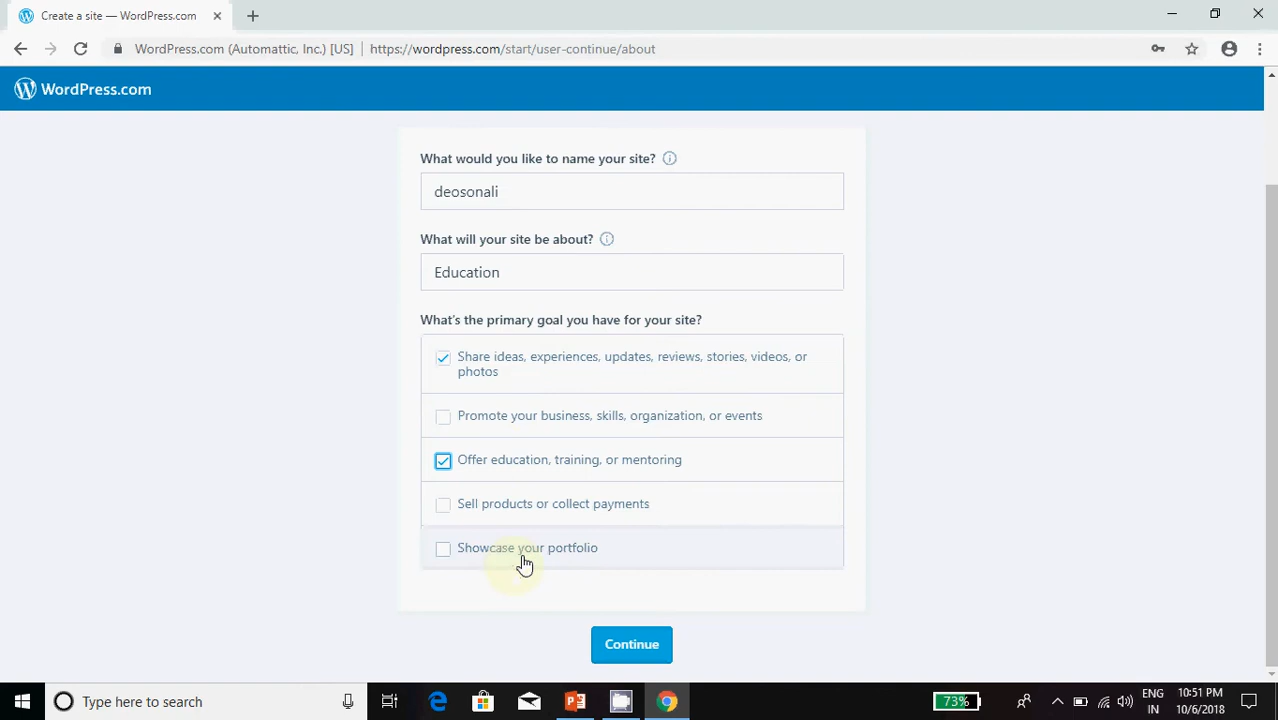 Create a site — WordPress.com
WordPress.com (Automattic, Inc.) [US] https://wordpress.com/start/user-continue/about
WordPress.com
What would you like to name your site?
deosonali
What will your site be about?
Education
What's the primary goal you have for your site?
Share ideas, experiences, updates, reviews, stories, videos, or
photos
Promote your business, skills, organization, or events
Offer education, training, or mentoring
Sell products or collect payments
Showcase your portfolio
Continue
Type here to search
73%
ENG
IN
10:51 PM
10/6/2018